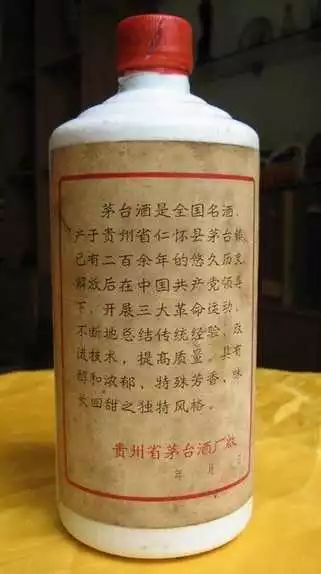 茅台酒是全国名酒，
产于贵州省仁怀县茅台镇，
已有二百余年的悠久历史，
解放后在中国共产党领导
下，开展三大革命运动，
不断地总结传统经验，改
进技术，提高质量。具有
醇和浓郁、特殊芳香，味
长回甜之独特风格。
贵州省茅台酒厂敬
年 月 日